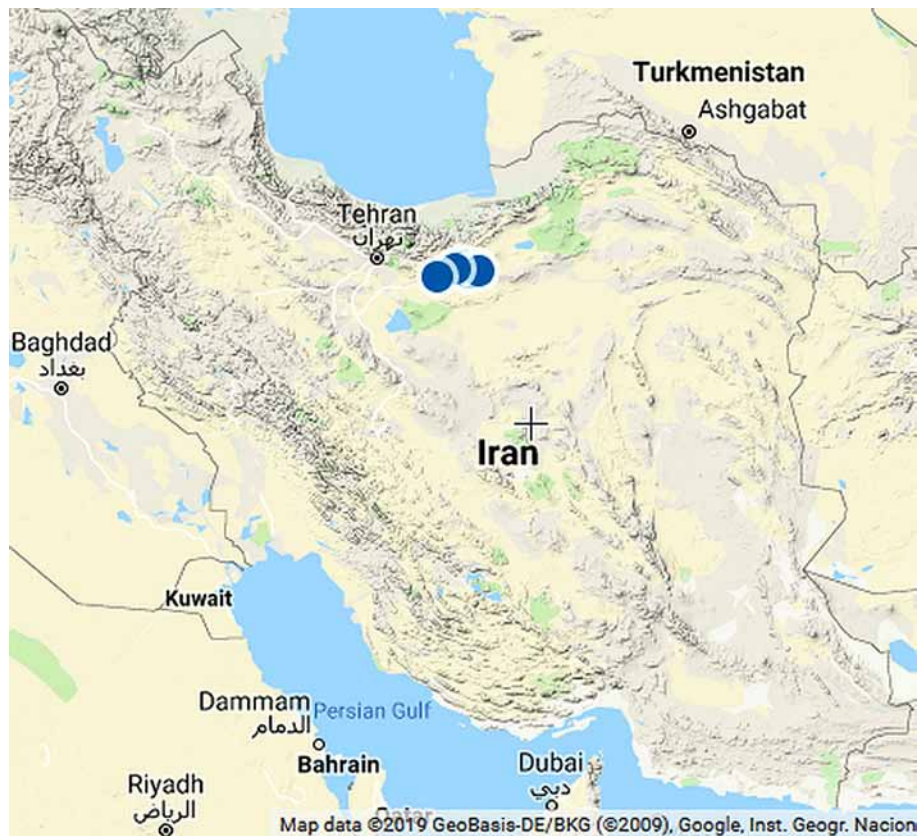 Turkmenistan
Ashgabat
Tehran
تهران
Baghdad
بغداد
Iran
Kuwait
Dammam
الدمام
Persian Gulf
Bahrain
Dubai
دبي
Riyadh
الرياض
Qatar
Map data ©2019 GeoBasis-DE/BKG (©2009), Google, Inst. Geogr. Nacion